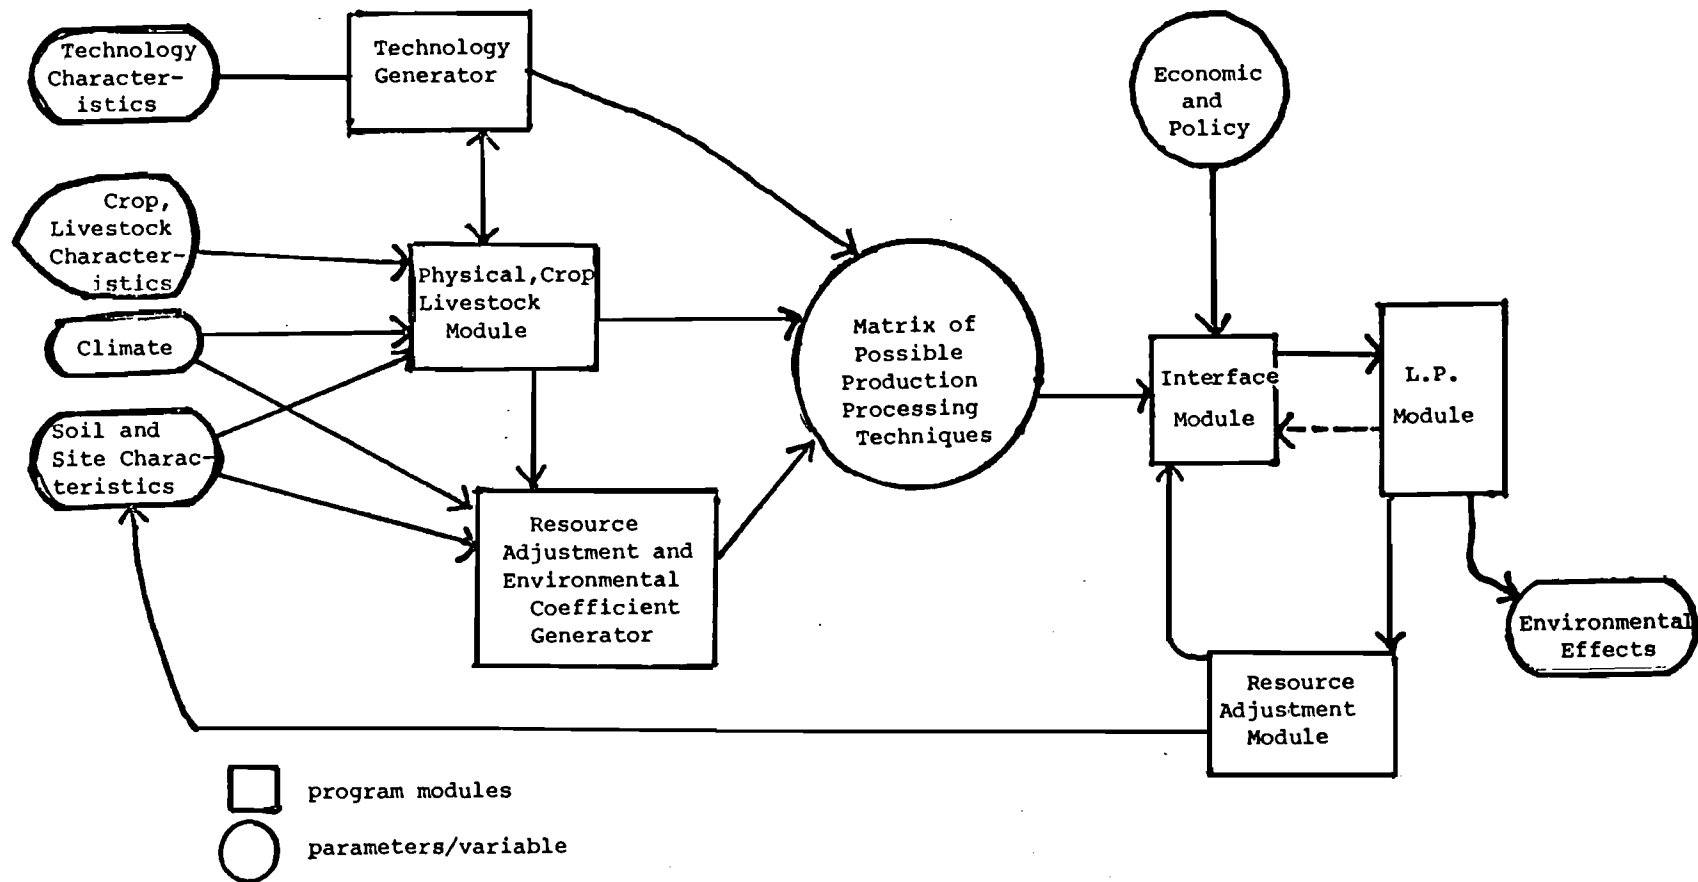 Technology
Character-
istics
Technology
Generator
Economic
and
Policy
Crop,
Livestock
Character-
istics
Physical,Crop
Livestock
Module
Climate
Matrix of
Possible
Production
Processing
Techniques
Interface
Module
L.P.
Module
Soil and
Site Charac-
teristics
Resource
Adjustment and
Environmental
Coefficient
Generator
Environmental
Effects
Resource
Adjustment
Module
program modules
parameters/variable